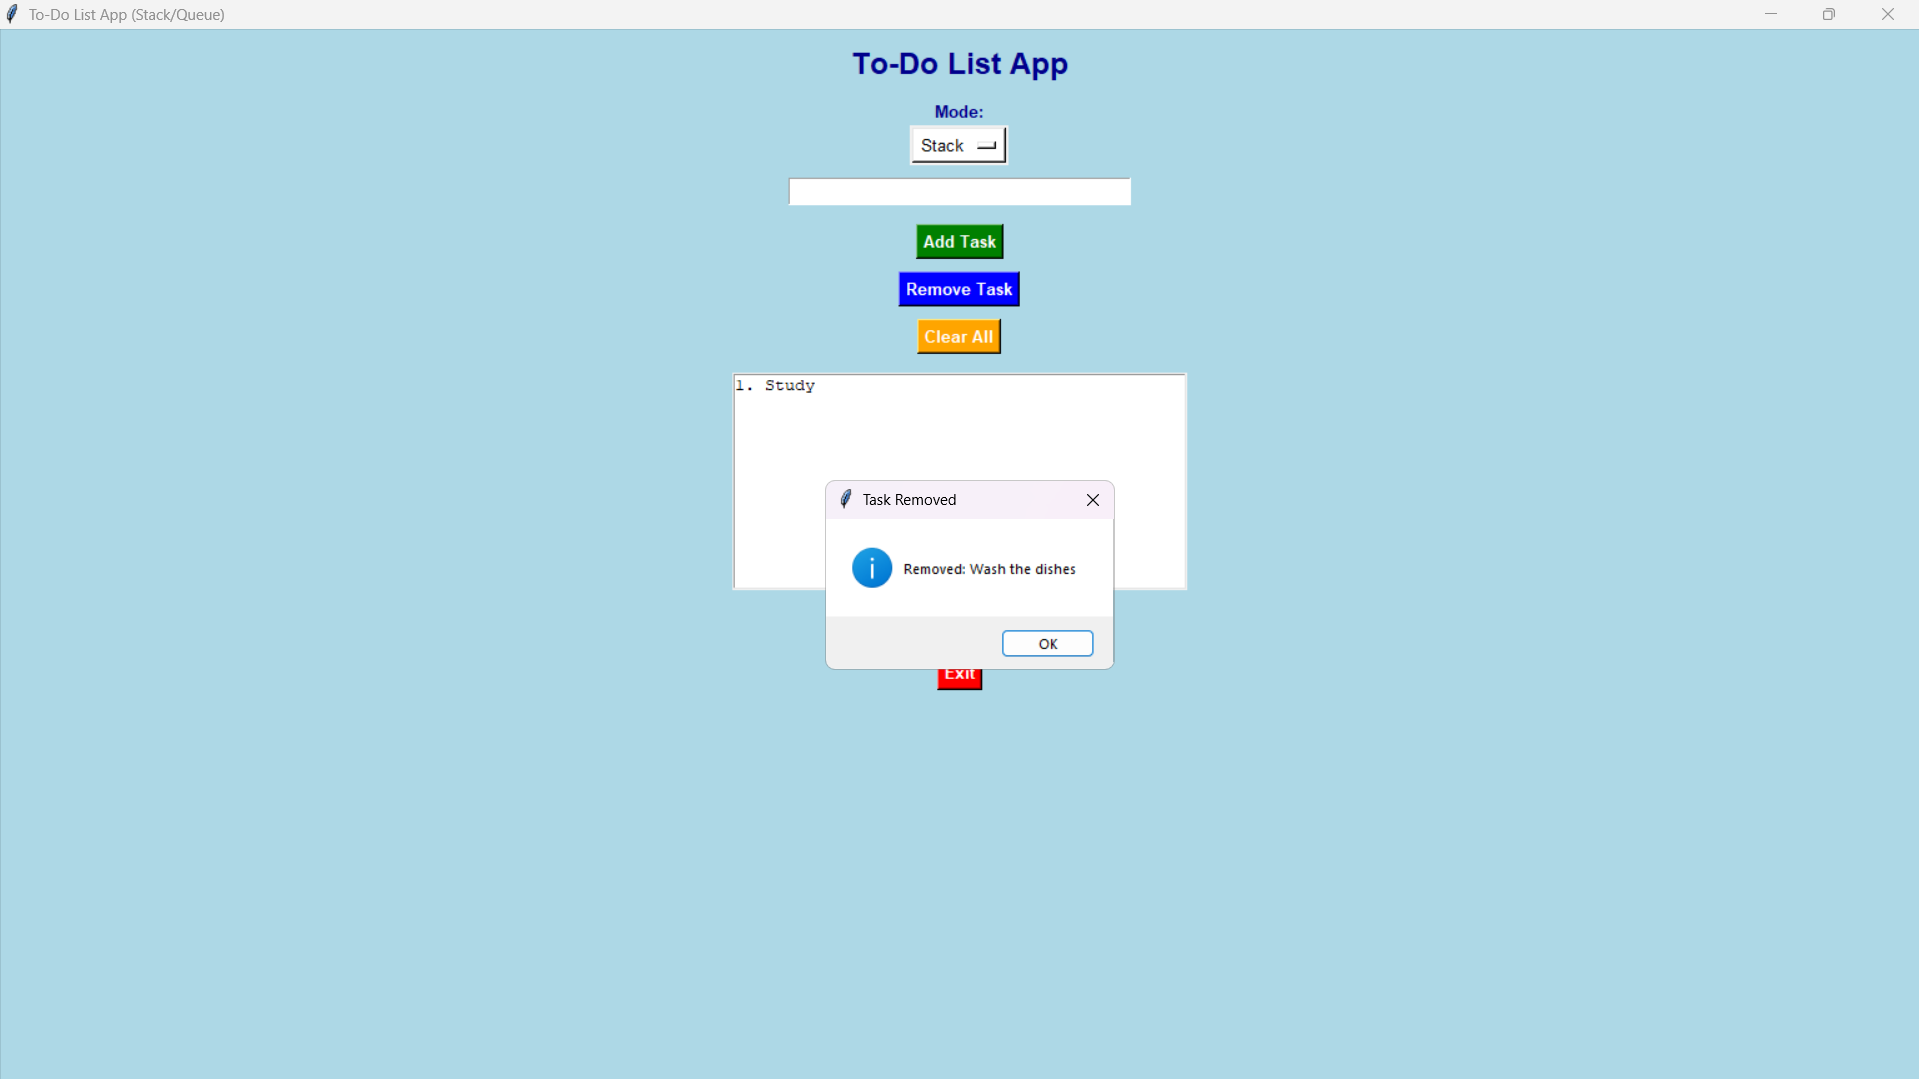 To-Do List App (Stack/Queue)
To-Do List App
Mode:
Stack
Add Task
Remove Task
Clear All
1. Study
Task Removed
Removed: Wash the dishes
OK
Exit